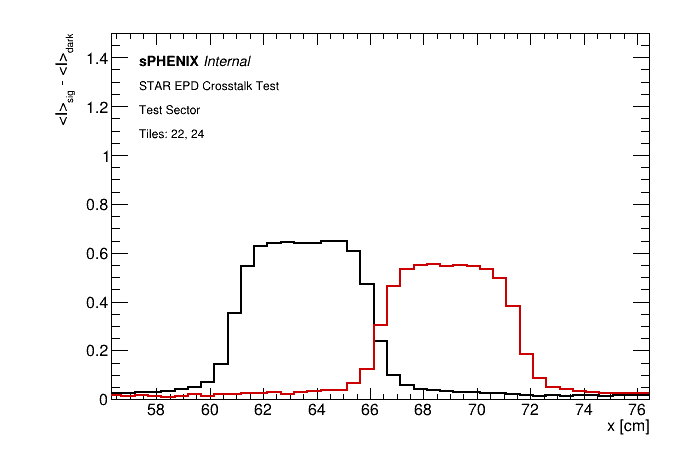 <I>sig - <I>dark
1.4
1.2
1
0.8
0.6
0.4
0.2
0
sPHENIX Internal
STAR EPD Crosstalk Test
Test Sector
Tiles: 22, 24
58 60 62 64 66 68 70 72 74 76
x [cm]